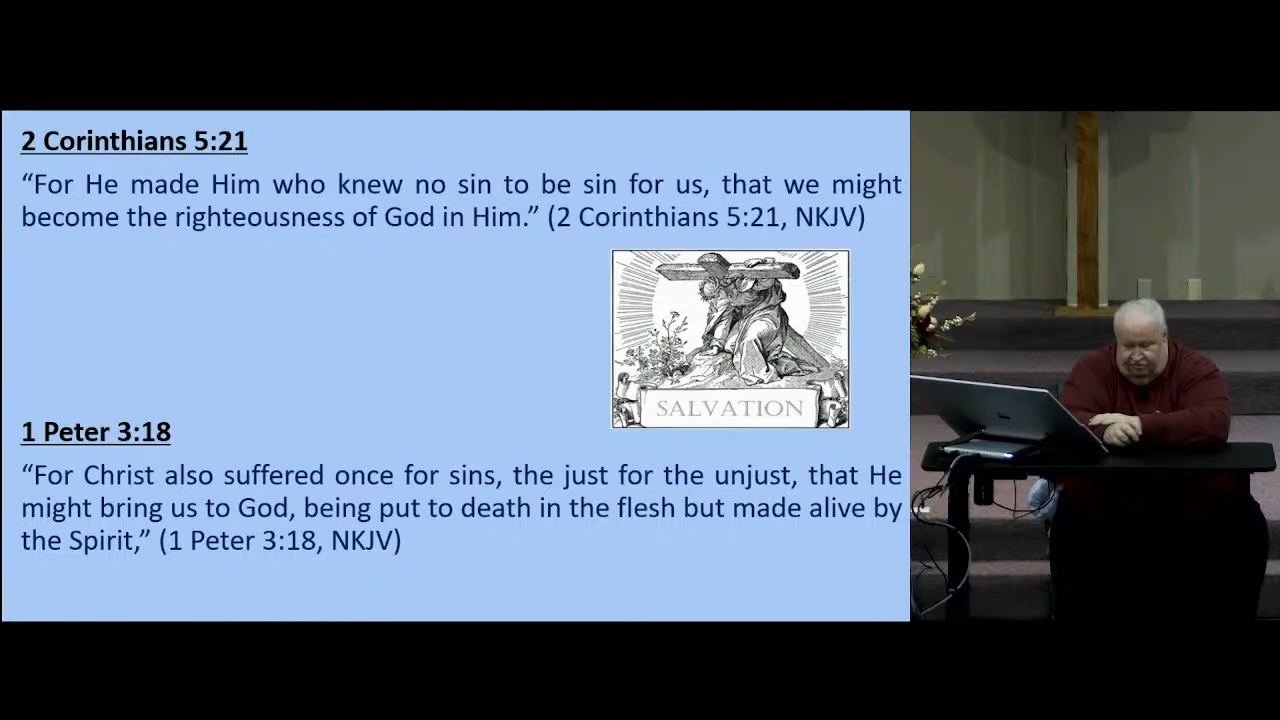 2 Corinthians 5:21
“For He made Him who knew no sin to be sin for us, that we might
become the righteousness of God in Him.” (2 Corinthians 5:21, NKJV)
SALVATION
1 Peter 3:18
“For Christ also suffered once for sins, the just for the unjust, that He
might bring us to God, being put to death in the flesh but made alive by
the Spirit,” (1 Peter 3:18, NKJV)